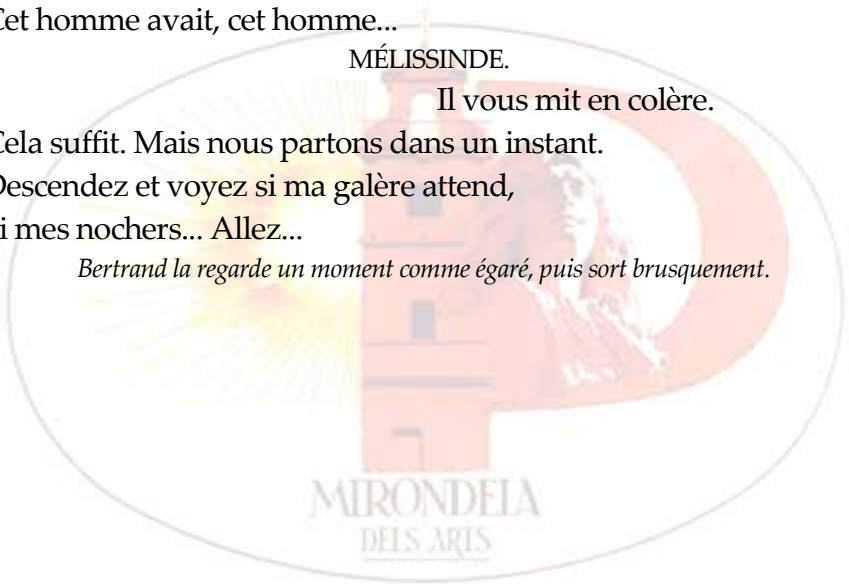 et homme avait, cet homme...
MÉLISSINDE.
Il vous mit en colère.
Cela suffit. Mais nous partons dans un instant.
Descendez et voyez si ma galère attend,
i mes nochers... Allez...
Bertrand la regarde un moment comme égaré, puis sort brusquement.
MIRONDELA
DELS ARTS